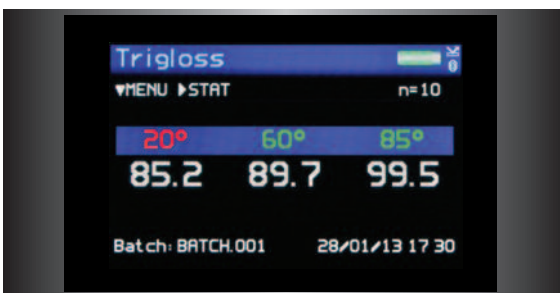 Trigloss
▼MENU ▶STAT n=10
20° 60° 85°
85.2 89.7 99.5
Batch: BATCH.001 28/01/13 17 30